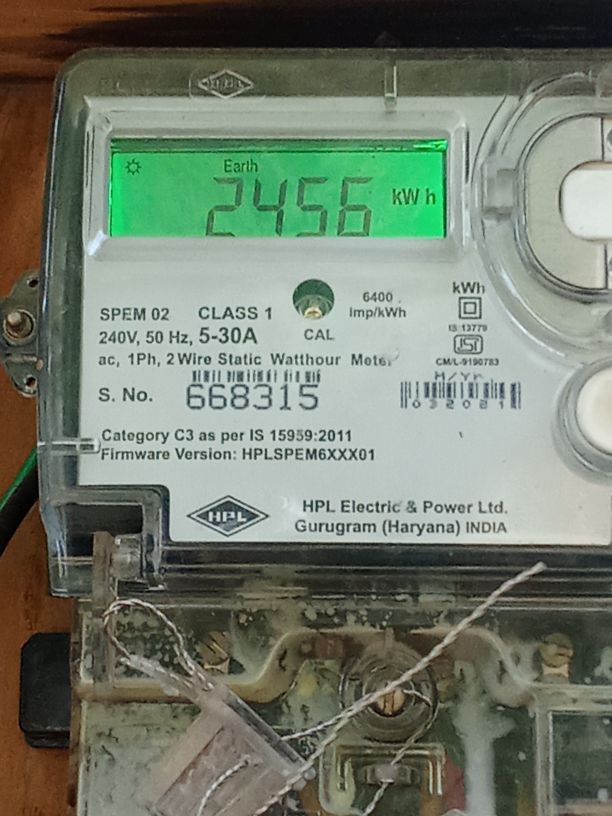 Earth
2456 kWh
SPEM 02 CLASS 1
240V, 50 Hz, 5-30A
ac, 1Ph, 2 Wire Static Watthour Meter
CAL
6400
imp/kWh
kWh
IS 13779
ISI
CM/L-9190783
S. No. 668315
M/Yr
032021
Category C3 as per IS 15959:2011
Firmware Version: HPLSPEM6XXX01
HPL
HPL Electric & Power Ltd.
Gurugram (Haryana) INDIA